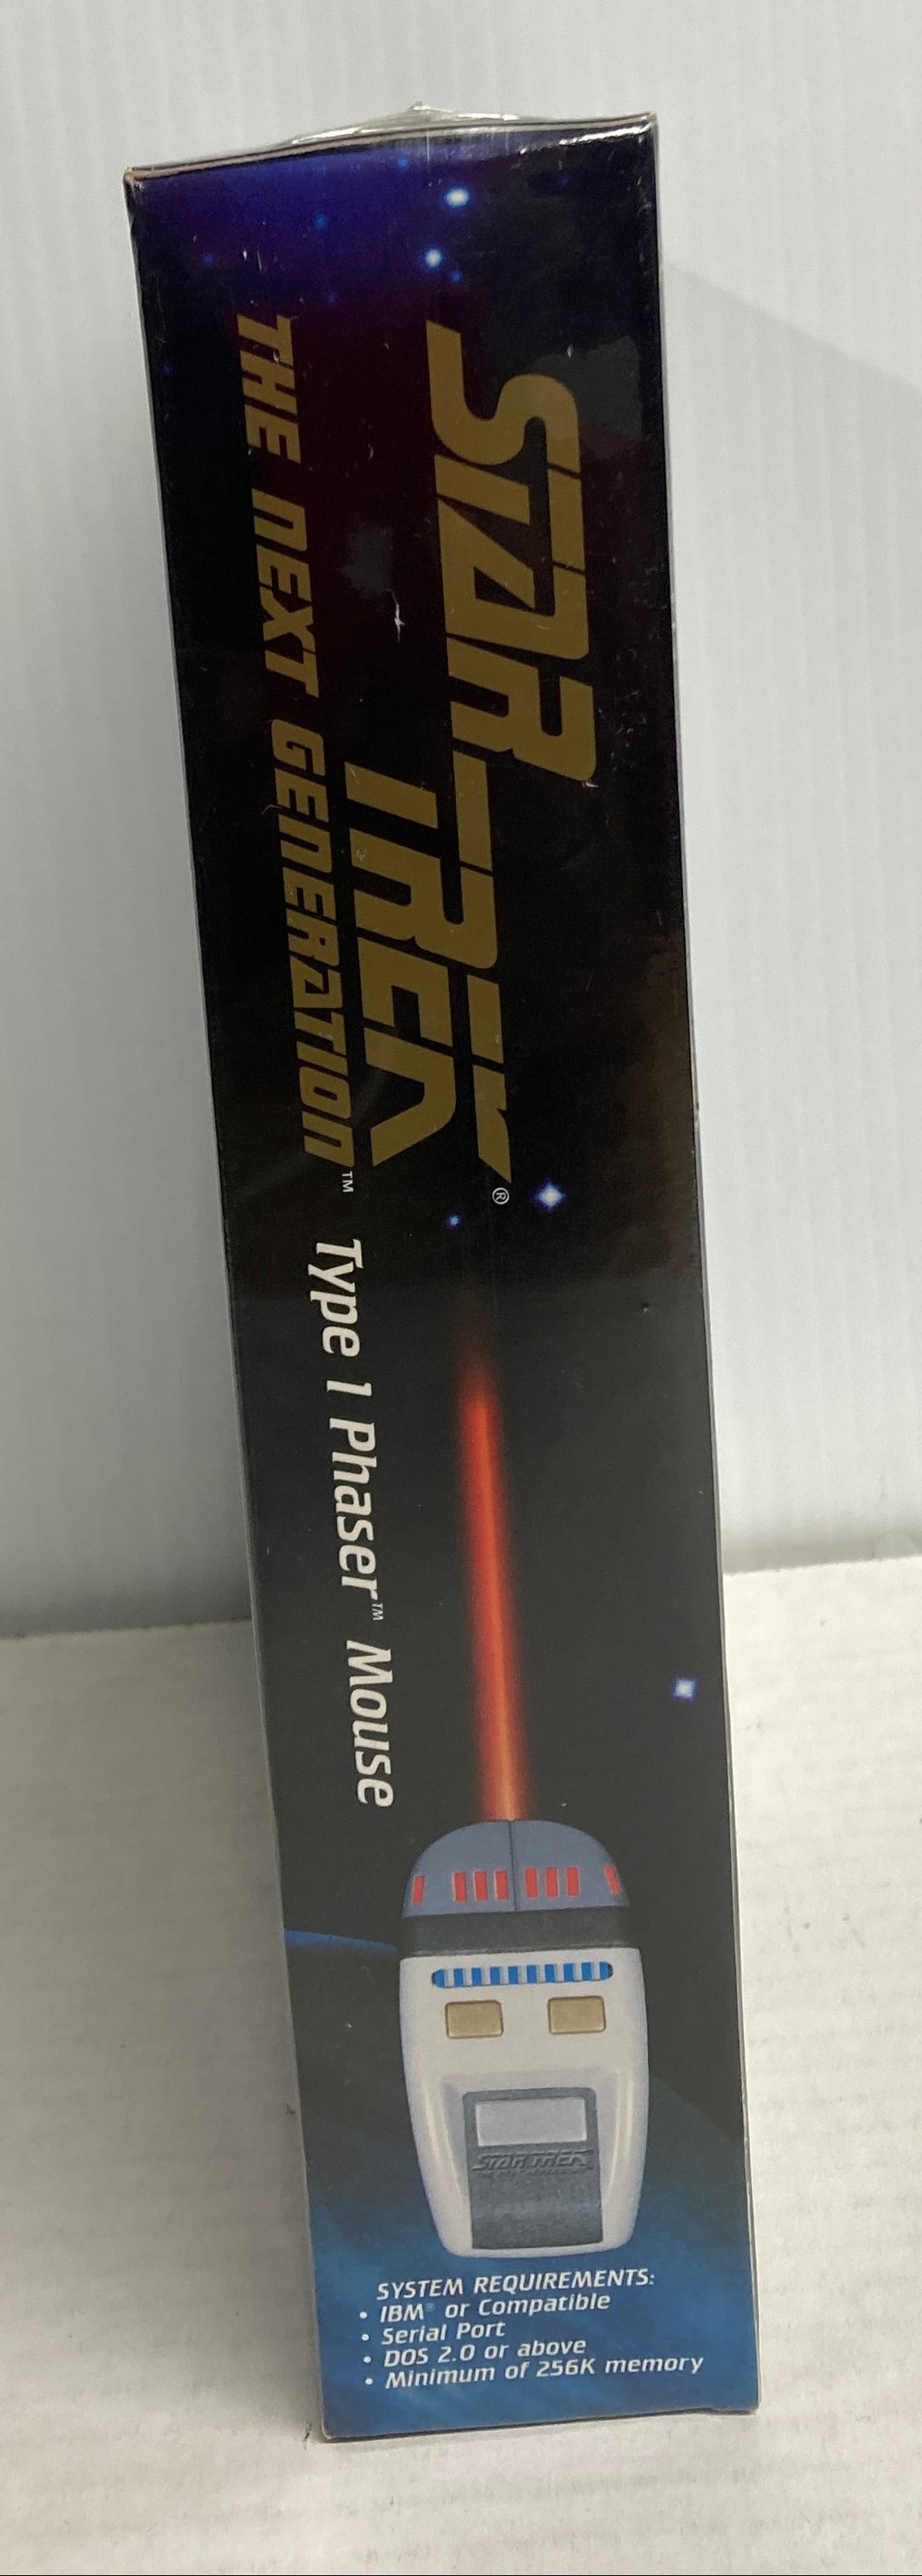 STAR TREK®
THE NEXT GENERATION™
Type 1 Phaser™ Mouse
STAR TREK
SYSTEM REQUIREMENTS:
• IBM® or Compatible
• Serial Port
• DOS 2.0 or above
• Minimum of 256K memory